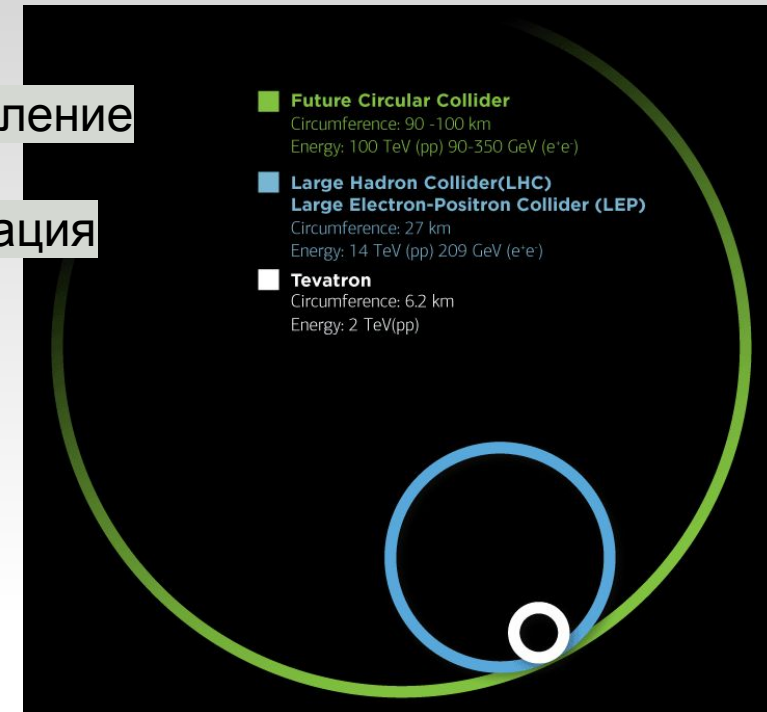 ление
ация
Future Circular Collider
Circumference: 90 -100 km
Energy: 100 TeV (pp) 90-350 GeV (e⁺e⁻)
Large Hadron Collider(LHC)
Large Electron-Positron Collider (LEP)
Circumference: 27 km
Energy: 14 TeV (pp) 209 GeV (e⁺e⁻)
Tevatron
Circumference: 6.2 km
Energy: 2 TeV(pp)